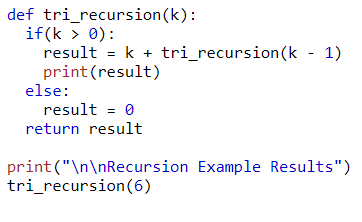 def tri_recursion(k):
  if(k > 0):
    result = k + tri_recursion(k - 1)
    print(result)
  else:
    result = 0
  return result

print("\n\nRecursion Example Results")
tri_recursion(6)